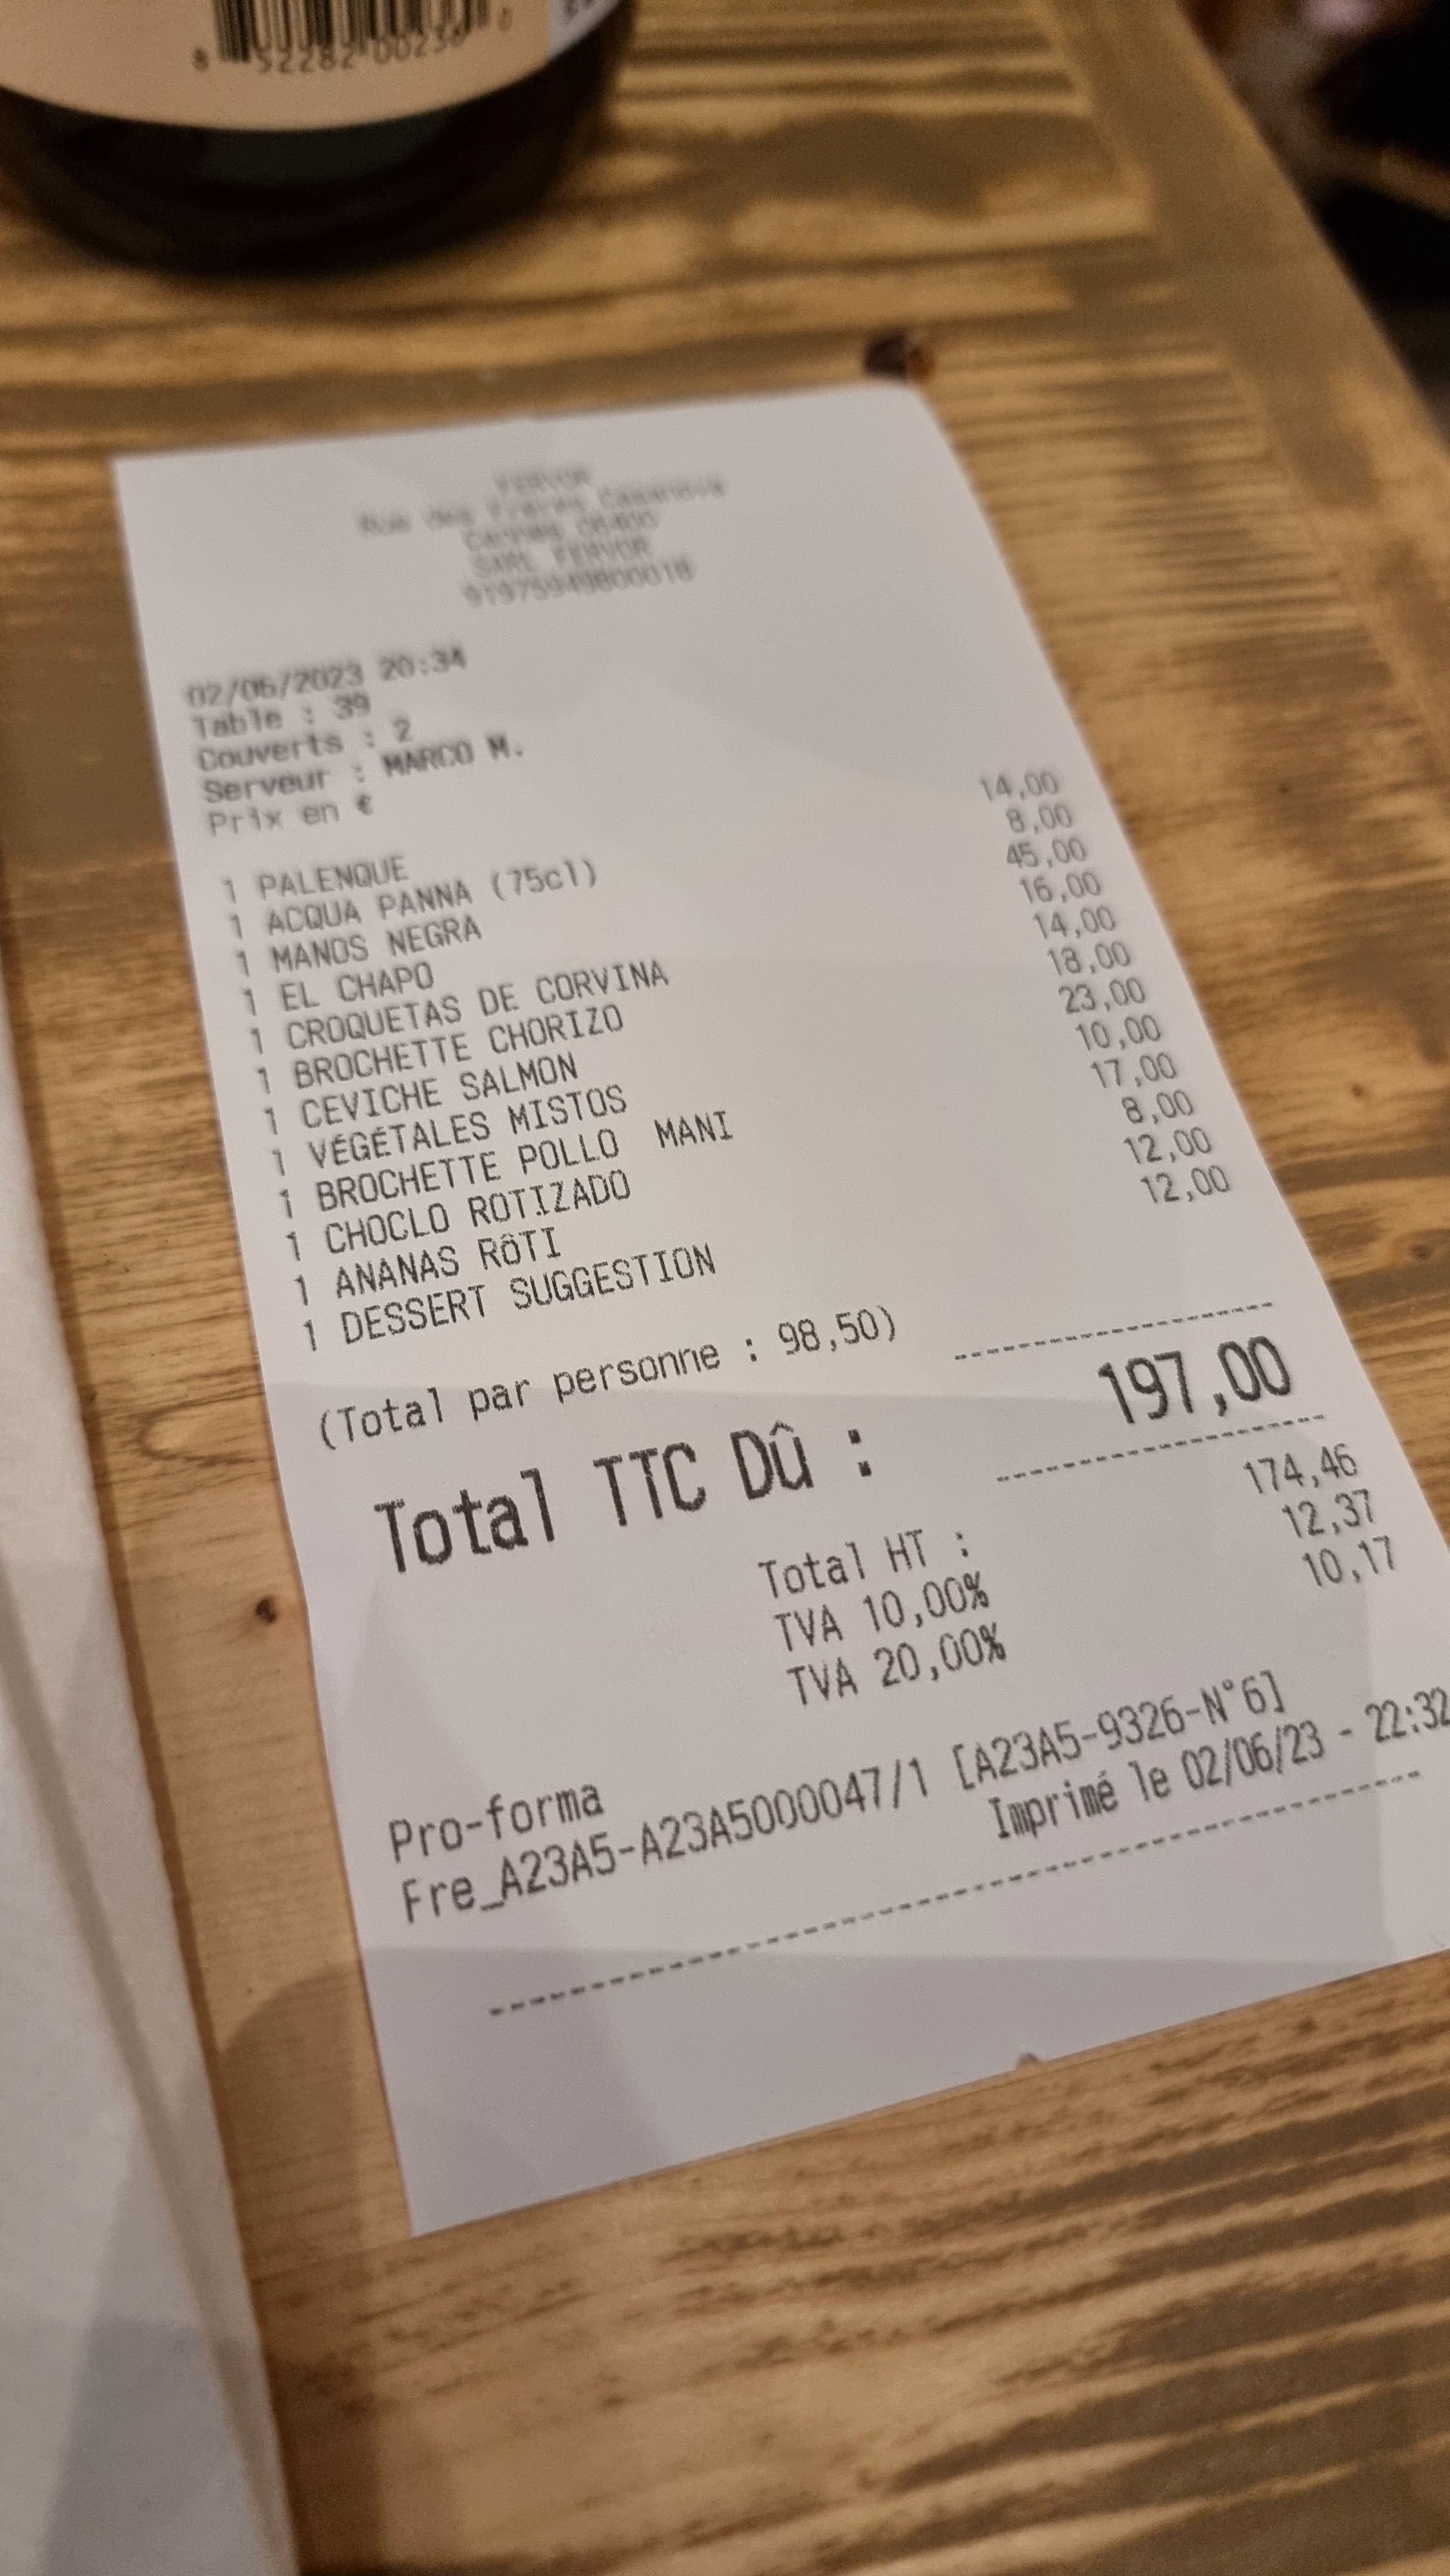 8 52282 00230 0
FERVOR
Rue des Frères Casanova
Cannes 06400
SARL FERVOR
91975949800018
02/06/2023 20:34
Table : 39
Couverts : 2
Serveur : MARCO M.
Prix en €
1 PALENQUE 14,00
1 ACQUA PANNA (75cl) 8,00
1 MANOS NEGRA 45,00
1 EL CHAPO 16,00
1 CROQUETAS DE CORVINA 14,00
1 BROCHETTE CHORIZO 18,00
1 CEVICHE SALMON 23,00
1 VÉGÉTALES MISTOS 10,00
1 BROCHETTE POLLO MANI 17,00
1 CHOCLO ROTIZADO 8,00
1 ANANAS RÔTI 12,00
1 DESSERT SUGGESTION 12,00
(Total par personne : 98,50)
Total TTC DÛ : 197,00
Total HT : 174,46
TVA 10,00% 12,37
TVA 20,00% 10,17
Pro-forma
Fre_A23A5-A23A5000047/1 [A23A5-9326-N°6]
Imprimé le 02/06/23 - 22:32